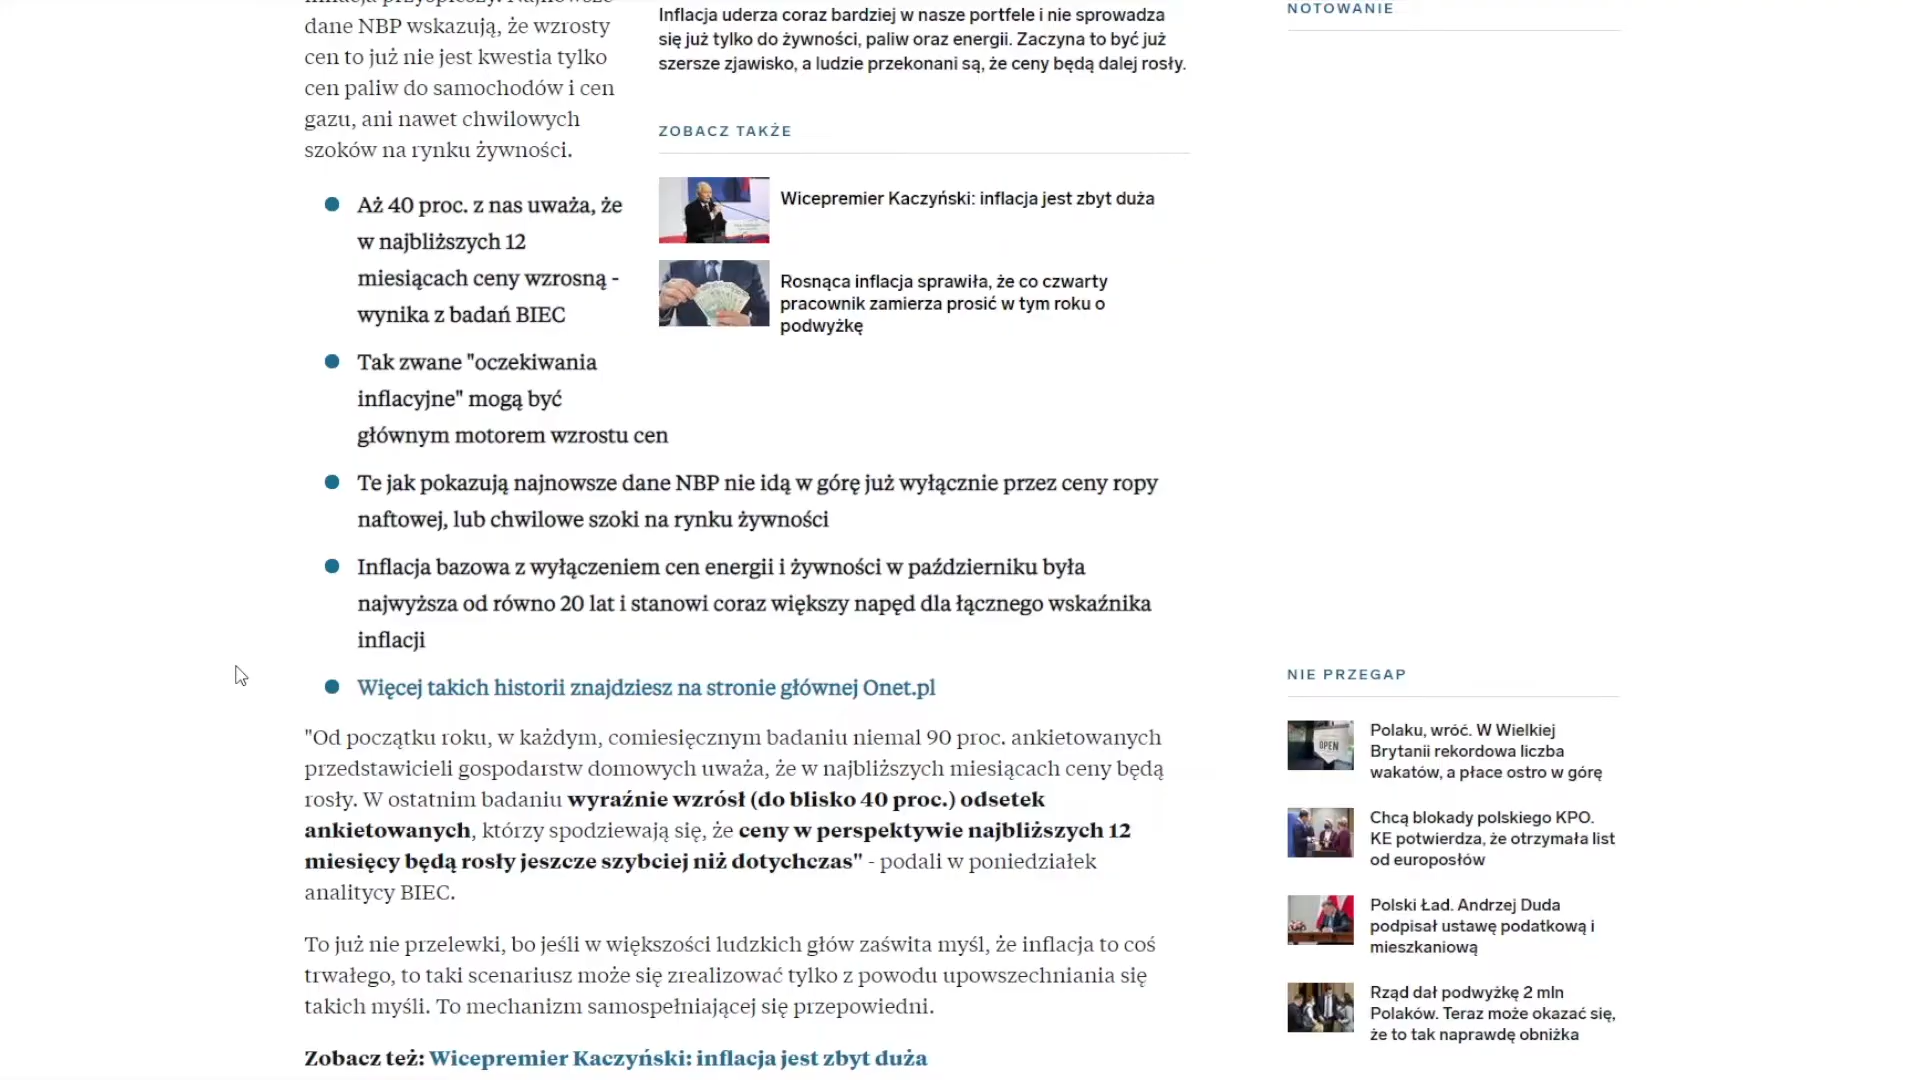 dane NBP wskazują, że wzrosty
cen to już nie jest kwestia tylko
cen paliw do samochodów i cen
gazu, ani nawet chwilowych
szoków na rynku żywności.
Inflacja uderza coraz bardziej w nasze portfele i nie sprowadza
się już tylko do żywności, paliw oraz energii. Zaczyna to być już
szersze zjawisko, a ludzie przekonani są, że ceny będą dalej rosły.
ZOBACZ TAKŻE
Wicepremier Kaczyński: inflacja jest zbyt duża
Rosnąca inflacja sprawiła, że co czwarty
pracownik zamierza prosić w tym roku o
podwyżkę
Aż 40 proc. z nas uważa, że
w najbliższych 12
miesiącach ceny wzrosną -
wynika z badań BIEC
Tak zwane "oczekiwania
inflacyjne" mogą być
głównym motorem wzrostu cen
Te jak pokazują najnowsze dane NBP nie idą w górę już wyłącznie przez ceny ropy
naftowej, lub chwilowe szoki na rynku żywności
Inflacja bazowa z wyłączeniem cen energii i żywności w październiku była
najwyższa od równo 20 lat i stanowi coraz większy napęd dla łącznego wskaźnika
inflacji
Więcej takich historii znajdziesz na stronie głównej Onet.pl
"Od początku roku, w każdym, comiesięcznym badaniu niemal 90 proc. ankietowanych
przedstawicieli gospodarstw domowych uważa, że w najbliższych miesiącach ceny będą
rosły. W ostatnim badaniu wyraźnie wzrósł (do blisko 40 proc.) odsetek
ankietowanych, którzy spodziewają się, że ceny w perspektywie najbliższych 12
miesięcy będą rosły jeszcze szybciej niż dotychczas" - podali w poniedziałek
analitycy BIEC.
To już nie przelewki, bo jeśli w większości ludzkich głów zaświta myśl, że inflacja to coś
trwałego, to taki scenariusz może się zrealizować tylko z powodu upowszechniania się
takich myśli. To mechanizm samospełniającej się przepowiedni.
Zobacz też: Wicepremier Kaczyński: inflacja jest zbyt duża
NOTOWANIE
NIE PRZEGAP
OPEN
Polaku, wróć. W Wielkiej
Brytanii rekordowa liczba
wakatów, a płace ostro w górę
Chcą blokady polskiego KPO.
KE potwierdza, że otrzymała list
od europosłów
Polski Ład. Andrzej Duda
podpisał ustawę podatkową i
mieszkaniową
Rząd dał podwyżkę 2 mln
Polaków. Teraz może okazać się,
że to tak naprawdę obniżka